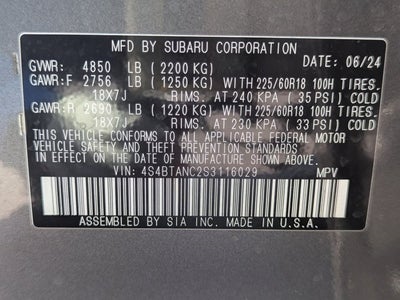 MFD BY SUBARU CORPORATION
GVWR: 4850 LB (2200 KG) DATE: 06/24
GAWR:F 2756 LB (1250 KG) WITH 225/60R18 100H TIRES.
18X7J RIMS. AT 240 KPA (35 PSI) COLD
GAWR:R 2690 LB (1220 KG) WITH 225/60R18 100H TIRES.
18X7J RIMS. AT 230 KPA (33 PSI) COLD
THIS VEHICLE CONFORMS TO ALL APPLICABLE FEDERAL MOTOR
VEHICLE SAFETY AND THEFT PREVENTION STANDARDS IN EFFECT ON
THE DATE OF MANUFACTURE SHOWN ABOVE.
VIN: 4S4BTANC2S3116029 MPV
ASSEMBLED BY SIA INC. MADE IN U.S.A.